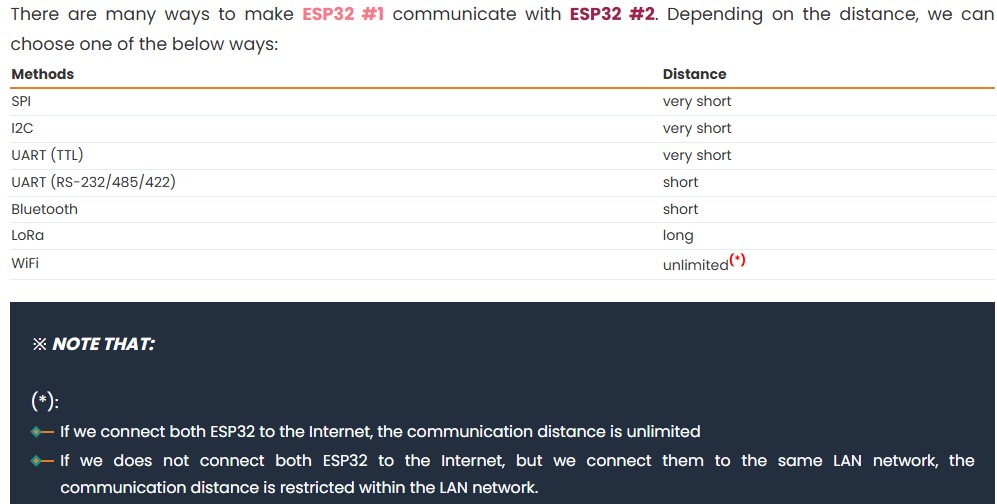 There are many ways to make ESP32 #1 communicate with ESP32 #2. Depending on the distance, we can
choose one of the below ways:
Methods Distance
SPI very short
I2C very short
UART (TTL) very short
UART (RS-232/485/422) short
Bluetooth short
LoRa long
WiFi unlimited(*)
※ NOTE THAT:
(*):
If we connect both ESP32 to the Internet, the communication distance is unlimited
If we does not connect both ESP32 to the Internet, but we connect them to the same LAN network, the
communication distance is restricted within the LAN network.